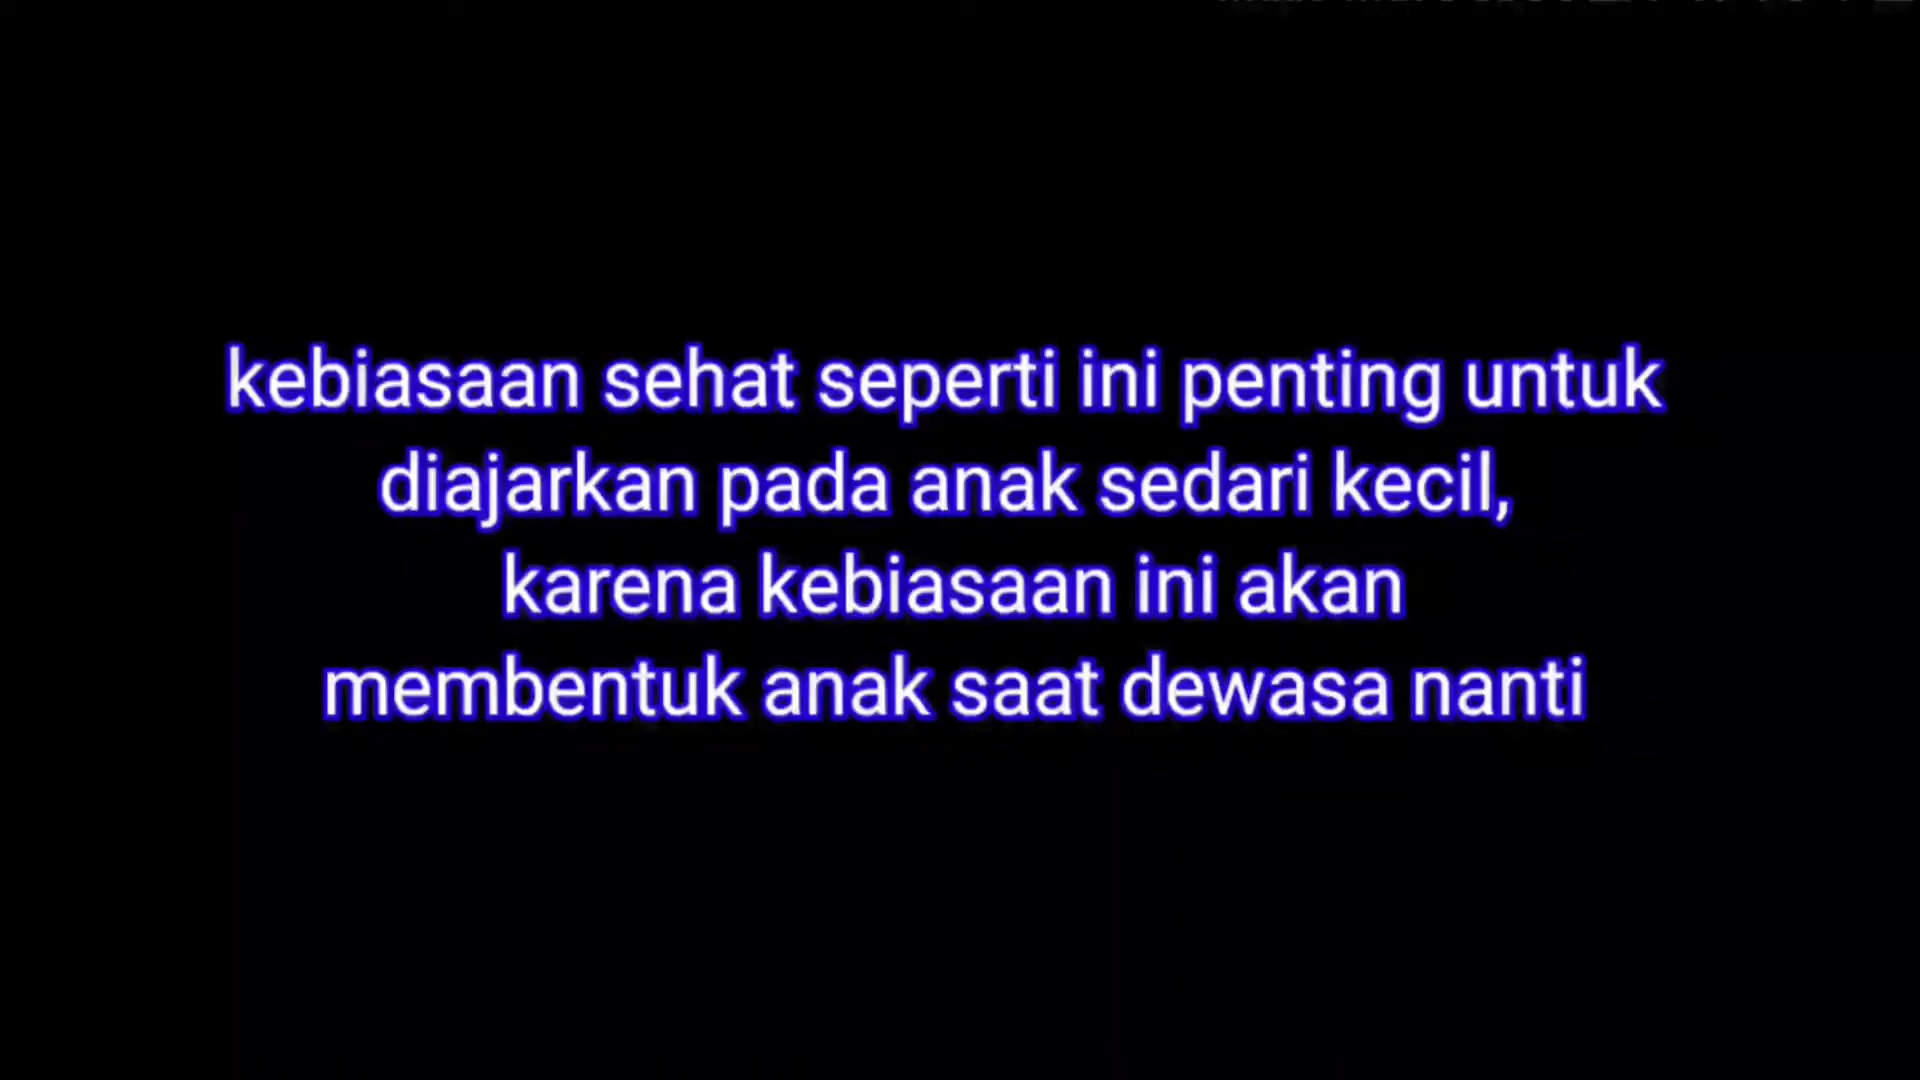 kebiasaan sehat seperti ini penting untuk
diajarkan pada anak sedari kecil,
karena kebiasaan ini akan
membentuk anak saat dewasa nanti